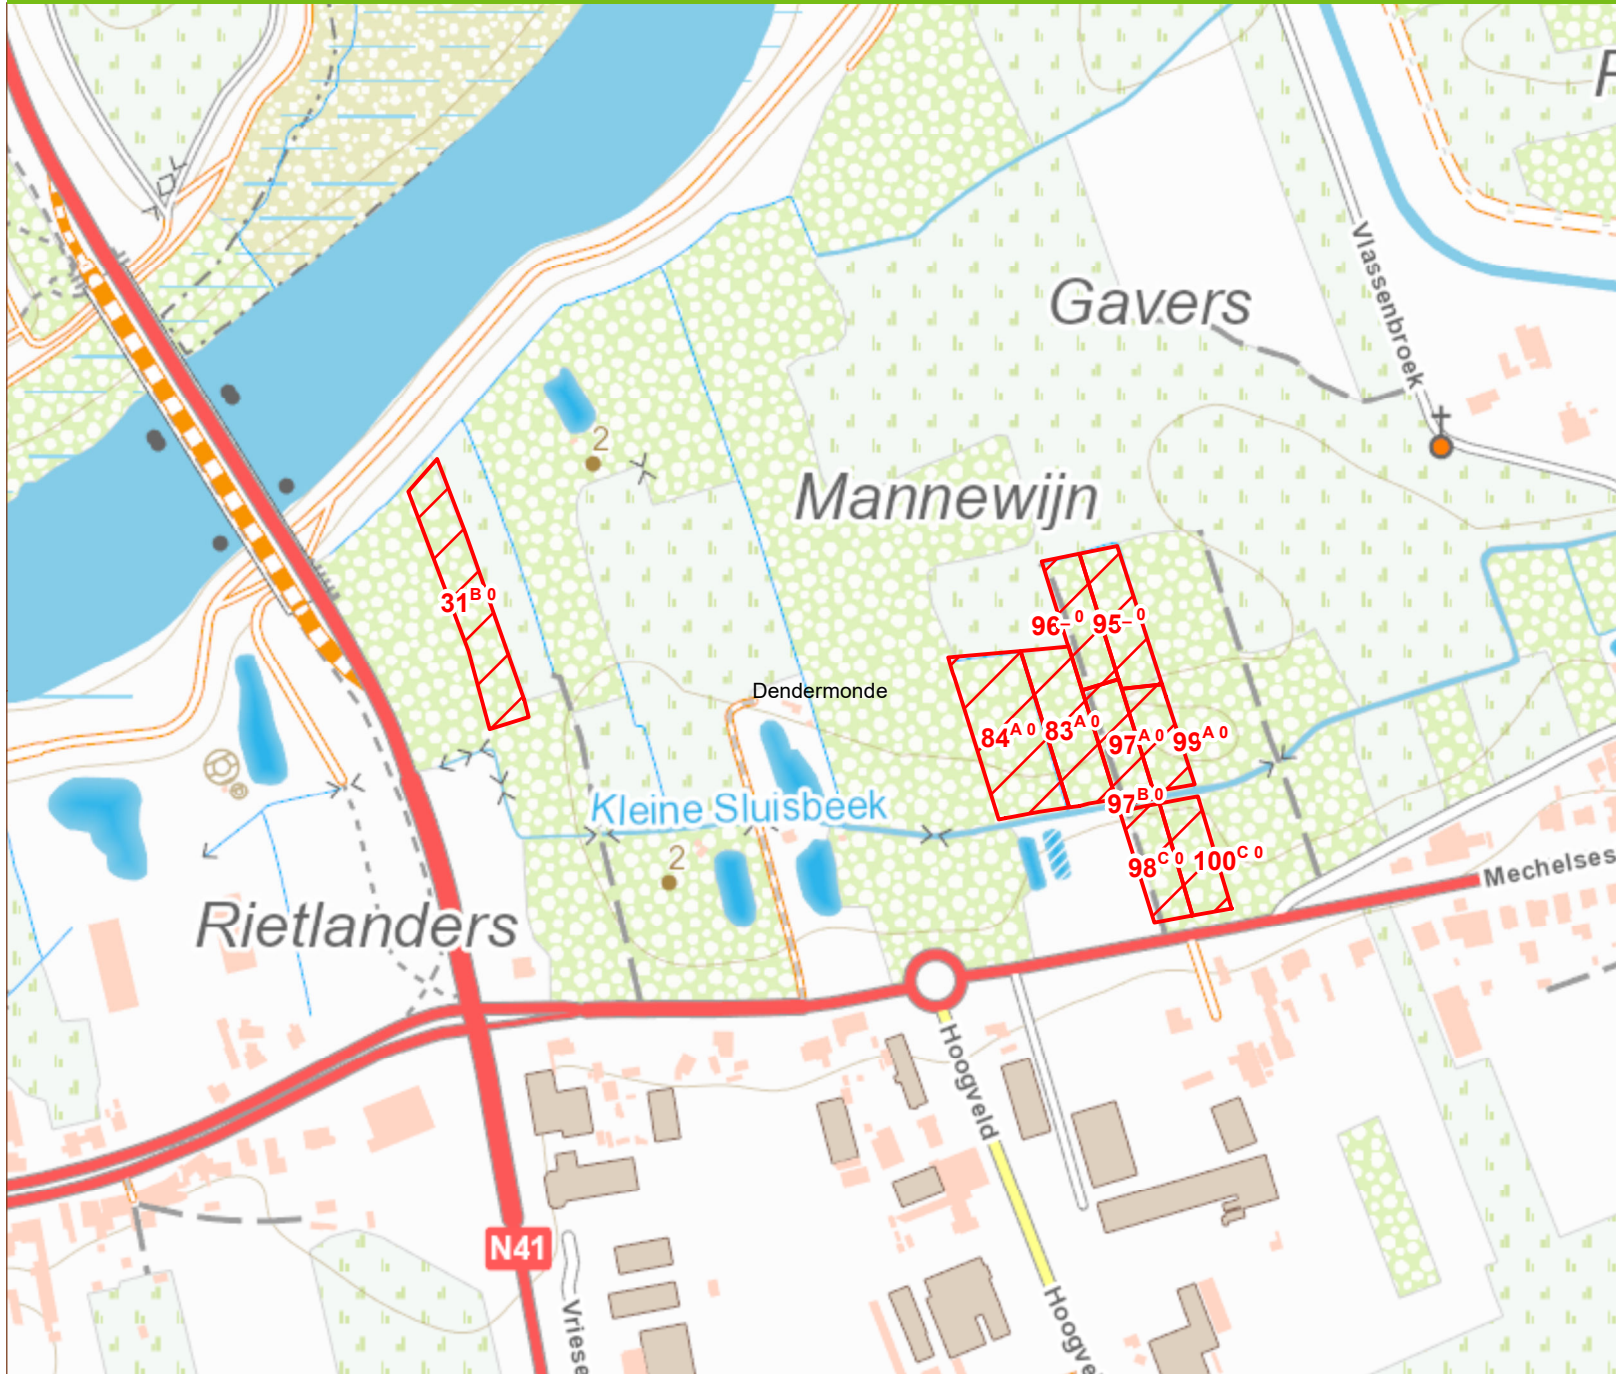 Gavers
Vlassenbroek
2
Mannewijn
31 B 0
96 – 0
95 – 0
Dendermonde
84 A 0
83 A 0
97 A 0
99 A 0
97 B 0
Kleine Sluisbeek
2
98 C 0
100 C 0
Mechelses
Rietlanders
Hoogveld
N41
Vriese
Hoogve